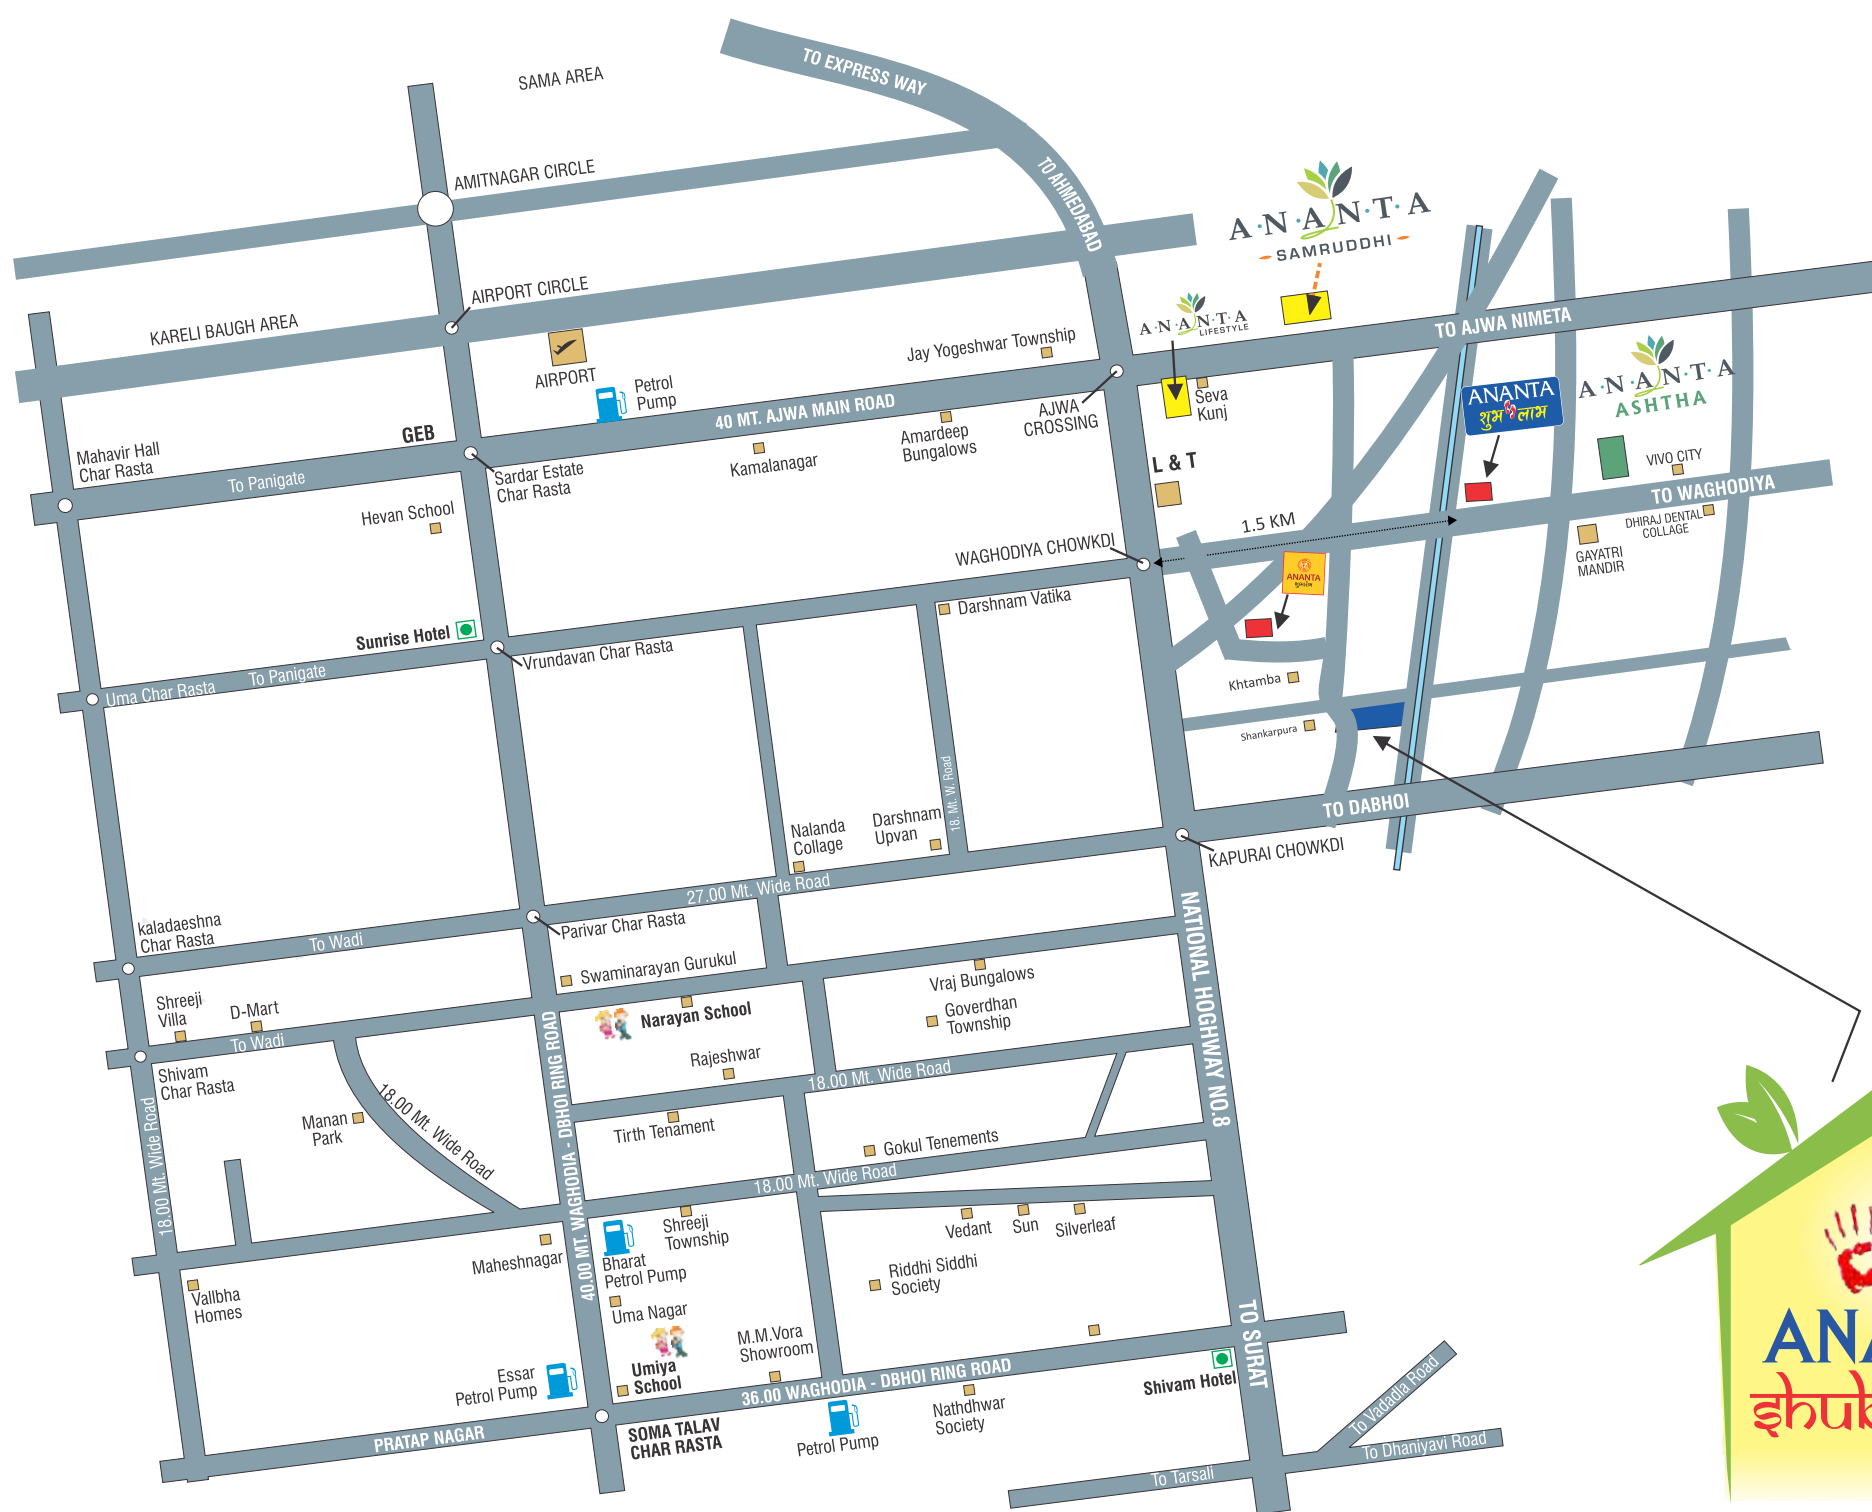 TO EXPRESS WAY
SAMA AREA
AMITNAGAR CIRCLE
TO AHMEDABAD
A·N·A·N·T·A
SAMRUDDHI
AIRPORT CIRCLE
KARELI BAUGH AREA
A·N·A·N·T·A
LIFESTYLE
TO AJWA NIMETA
Jay Yogeshwar Township
AIRPORT
Petrol
Pump
A·N·A·N·T·A
ASHTHA
ANANTA
शुभ लाभ
Seva
Kunj
40 MT. AJWA MAIN ROAD
AJWA
CROSSING
GEB
Mahavir Hall
Char Rasta
Amardeep
Bungalows
Kamalanagar
L & T
VIVO CITY
To Panigate
Sardar Estate
Char Rasta
TO WAGHODIYA
Hevan School
1.5 KM
DHIRAJ DENTAL
COLLAGE
WAGHODIYA CHOWKDI
GAYATRI
MANDIR
ANANTA
Darshnam Vatika
Sunrise Hotel
Vrundavan Char Rasta
To Panigate
Uma Char Rasta
Khtamba
Shankarpura
18. Mt. W. Road
TO DABHOI
Nalanda
Collage
Darshnam
Upvan
KAPURAI CHOWKDI
27.00 Mt. Wide Road
kaladaeshna
Char Rasta
Parivar Char Rasta
To Wadi
NATIONAL HOGHWAY NO.8
Swaminarayan Gurukul
Vraj Bungalows
Shreeji
Villa
D-Mart
Narayan School
Goverdhan
Township
To Wadi
Shivam
Char Rasta
Rajeshwar
18.00 Mt. Wide Road
18.00 Mt. Wide Road
Manan
Park
Tirth Tenament
Gokul Tenements
18.00 Mt. Wide Road
18.00 Mt. Wide Road
40.00 MT. WAGHODIA - DBHOI RING ROAD
Shreeji
Township
Vedant
Sun
Silverleaf
Maheshnagar
Bharat
Petrol Pump
Riddhi Siddhi
Society
Vallbha
Homes
Uma Nagar
M.M.Vora
Showroom
TO SURAT
Umiya
School
Essar
Petrol Pump
36.00 WAGHODIA - DBHOI RING ROAD
Shivam Hotel
Nathdhwar
Society
To Vadadla Road
PRATAP NAGAR
SOMA TALAV
CHAR RASTA
Petrol Pump
To Dhaniyavi Road
To Tarsali
ANA
shub